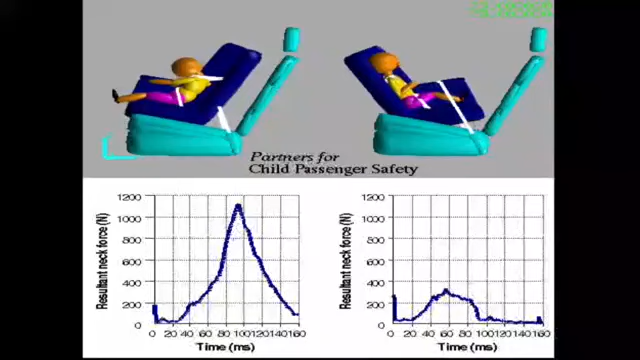 Partners for
Child Passenger Safety
1200
1000
800
600
400
200
0
Resultant neck force (N)
0 20 40 60 80 100 120 140 160
Time (ms)
1200
1000
800
600
400
200
0
Resultant neck force (N)
0 20 40 60 80 100 120 140 160
Time (ms)